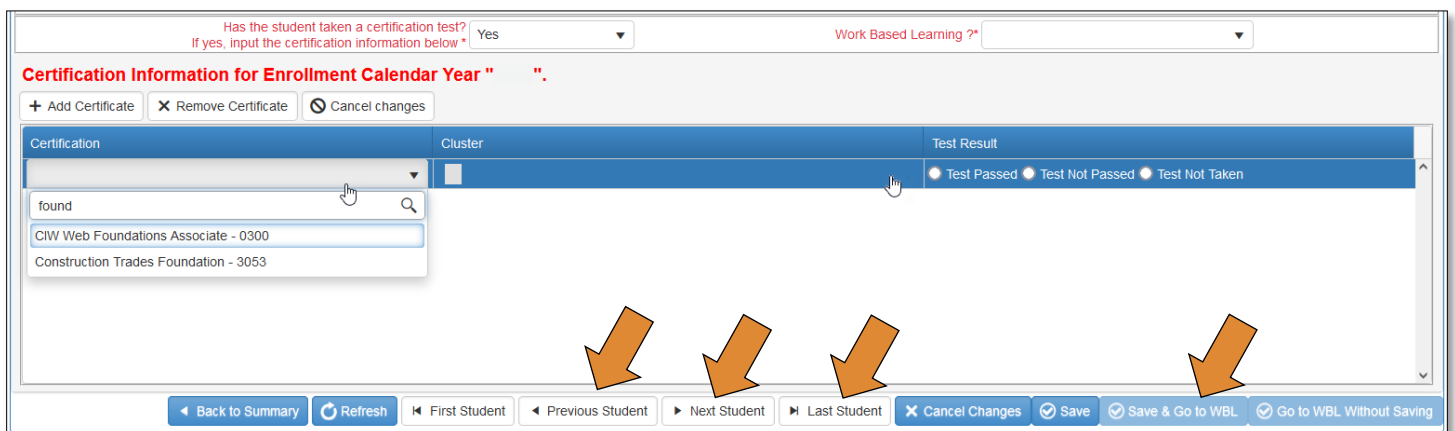 Has the student taken a certification test?
If yes, input the certification information below *
Yes
Work Based Learning ?*
Certification Information for Enrollment Calendar Year " ".
Add Certificate Remove Certificate Cancel changes
Certification Cluster Test Result
Test Passed Test Not Passed Test Not Taken
found
CIW Web Foundations Associate - 0300
Construction Trades Foundation - 3053
Back to Summary Refresh First Student Previous Student Next Student Last Student Cancel Changes Save Save & Go to WBL Go to WBL Without Saving